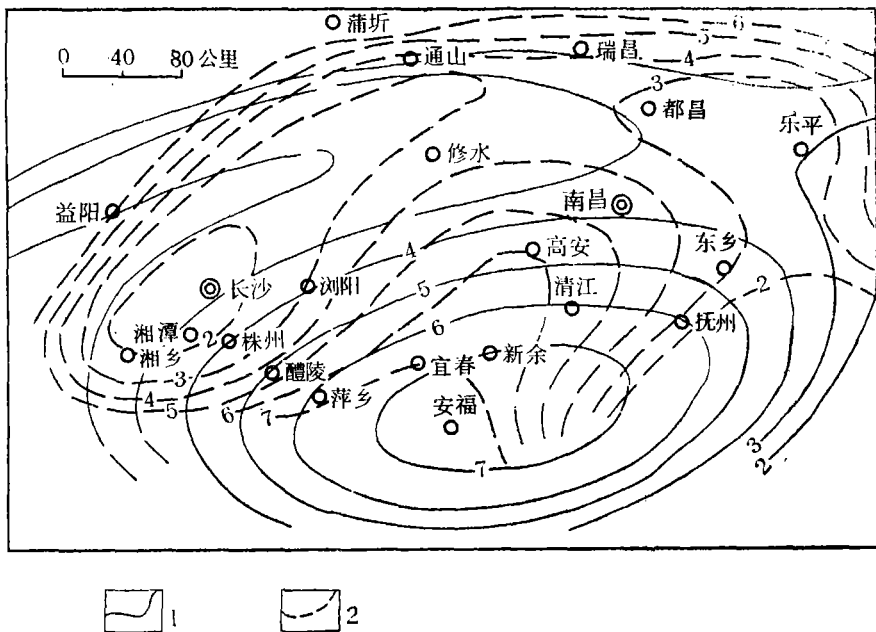 蒲圻
0 40 80 公里
通山
瑞昌
6
5
4
3
都昌
乐平
修水
益阳
南昌
4
高安
东乡
长沙
浏阳
5
清江
2
湘潭
2
株州
6
抚州
湘乡
3
醴陵
宜春
新余
4
5
6
7
萍乡
安福
7
3
2
1
2